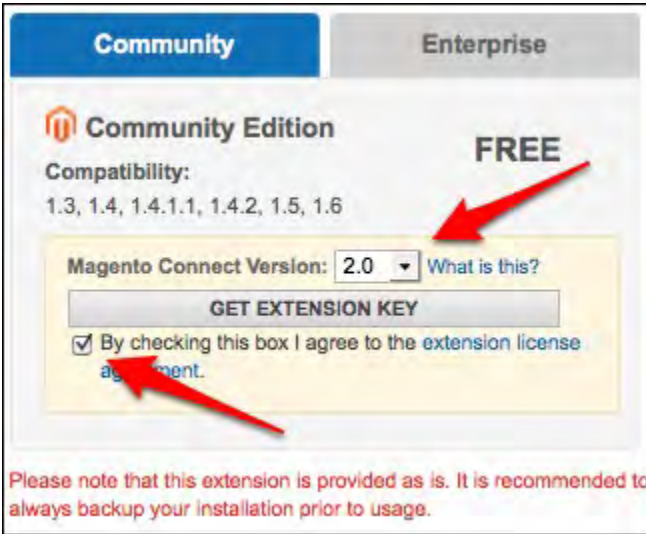 Community
Enterprise
Community Edition
FREE
Compatibility:
1.3, 1.4, 1.4.1.1, 1.4.2, 1.5, 1.6
Magento Connect Version: 2.0 What is this?
GET EXTENSION KEY
By checking this box I agree to the extension license
Please note that this extension is provided as is. It is recommended to
always backup your installation prior to usage.